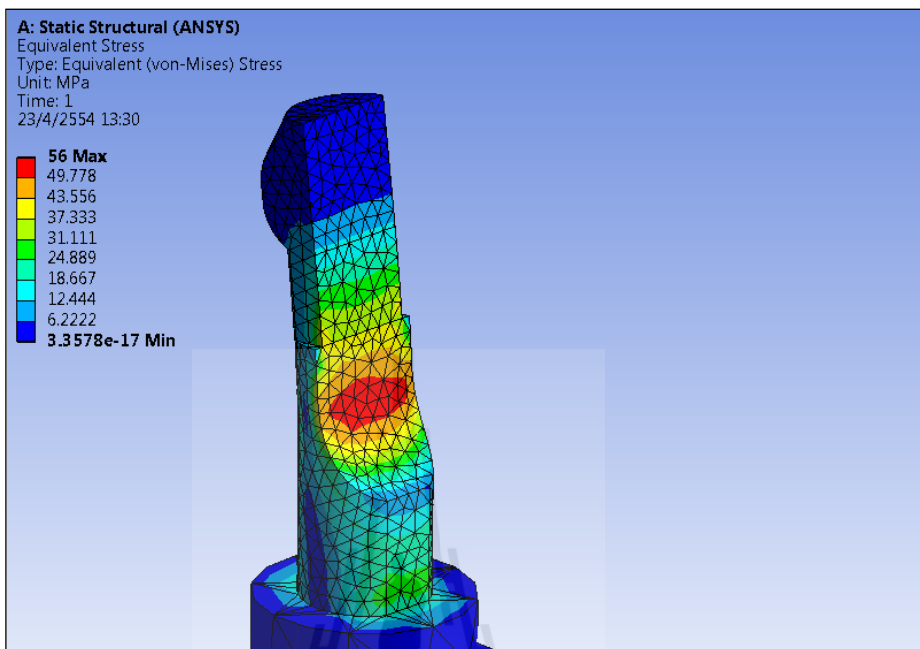 A: Static Structural (ANSYS)
Equivalent Stress
Type: Equivalent (von-Mises) Stress
Unit: MPa
Time: 1
23/4/2554 13:30
56 Max
49.778
43.556
37.333
31.111
24.889
18.667
12.444
6.2222
3.3578e-17 Min